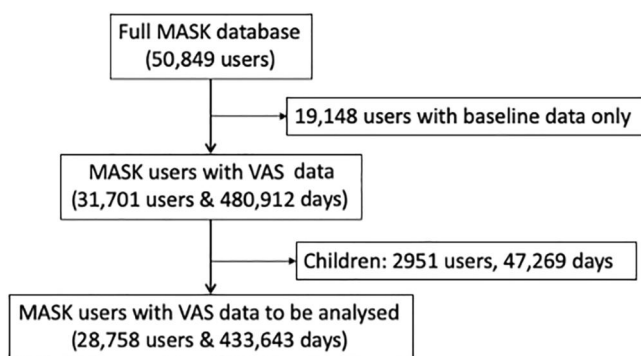 Full MASK database
(50,849 users)
19,148 users with baseline data only
MASK users with VAS data
(31,701 users & 480,912 days)
Children: 2951 users, 47,269 days
MASK users with VAS data to be analysed
(28,758 users & 433,643 days)